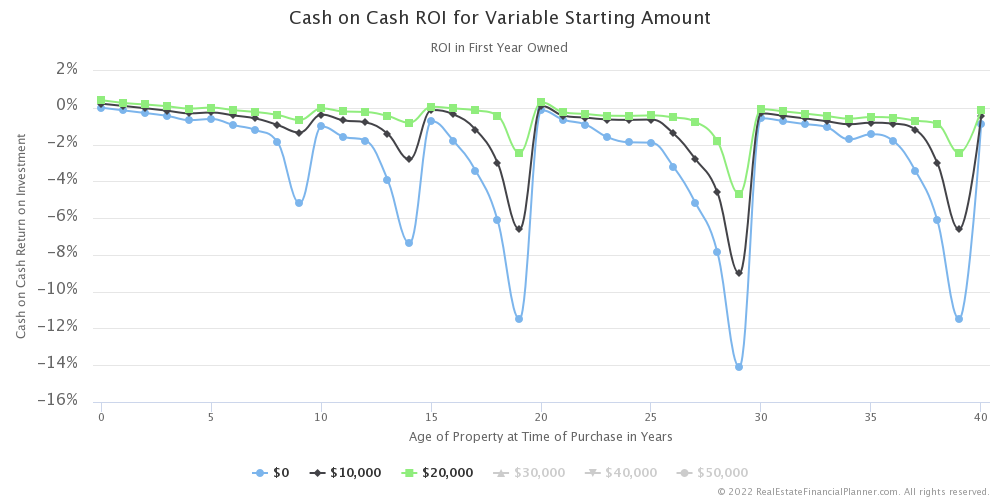 Cash on Cash ROI for Variable Starting Amount
ROI in First Year Owned
Cash on Cash Return on Investment
2%
0%
−2%
−4%
−6%
−8%
−10%
−12%
−14%
−16%
0 5 10 15 20 25 30 35 40
Age of Property at Time of Purchase in Years
$0 $10,000 $20,000 $30,000 $40,000 $50,000
© 2022 RealEstateFinancialPlanner.com. All rights reserved.